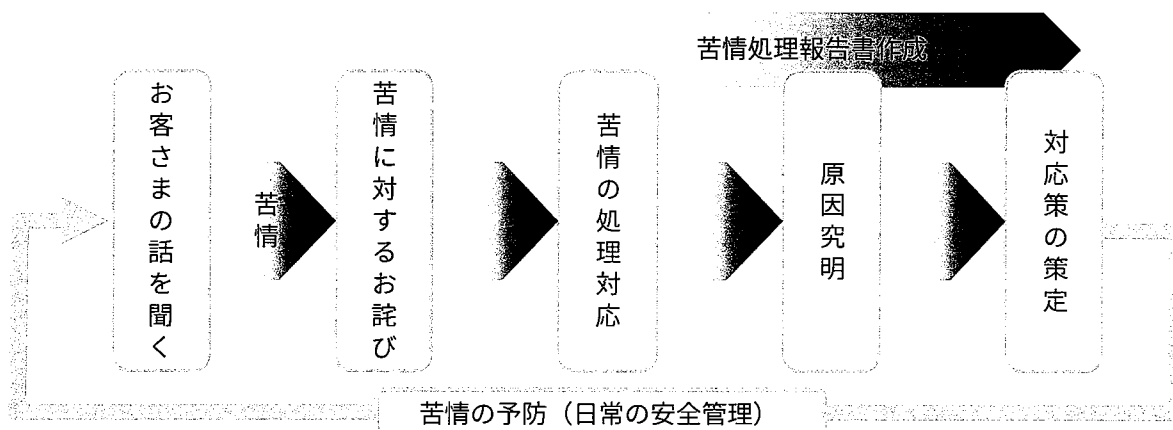 苦情処理報告書作成
お客さまの話を聞く
苦情
苦情に対するお詫び
苦情の処理対応
原因究明
対応策の策定
苦情の予防（日常の安全管理）